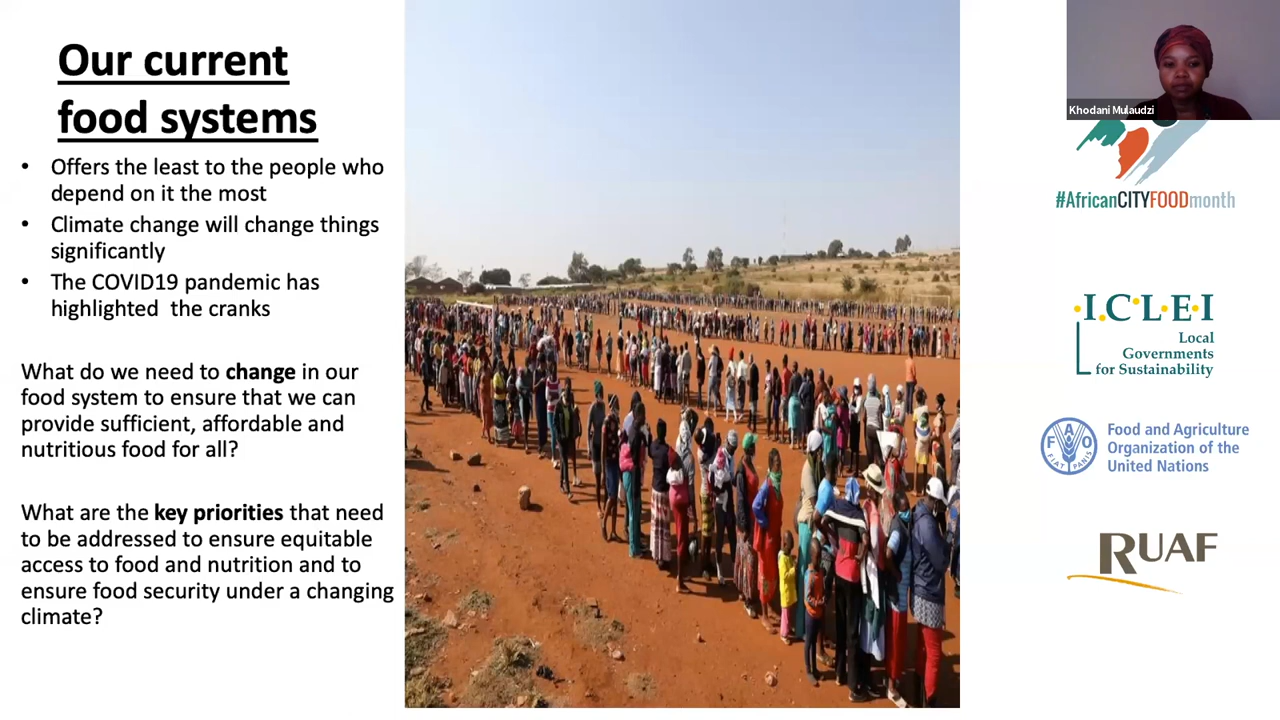 Our current
food systems
• Offers the least to the people who
depend on it the most
• Climate change will change things
significantly
• The COVID19 pandemic has
highlighted the cranks
What do we need to change in our
food system to ensure that we can
provide sufficient, affordable and
nutritious food for all?
What are the key priorities that need
to be addressed to ensure equitable
access to food and nutrition and to
ensure food security under a changing
climate?
Khodani Mulaudzi
#AfricanCITYFOODmonth
I.C.L.E.I
Local
Governments
for Sustainability
F A O
FIAT PANIS
Food and Agriculture
Organization of the
United Nations
RUAF